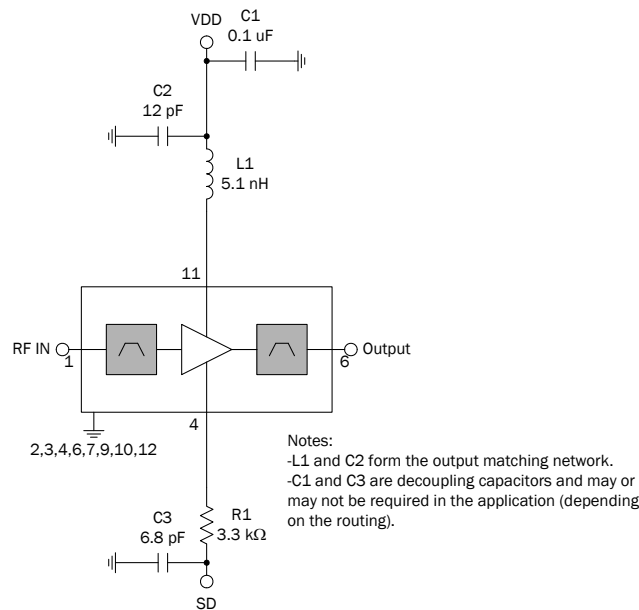 VDD
C1
0.1 uF
C2
12 pF
L1
5.1 nH
11
RF IN
1
6
Output
4
2,3,4,6,7,9,10,12
Notes:
-L1 and C2 form the output matching network.
-C1 and C3 are decoupling capacitors and may or
may not be required in the application (depending
on the routing).
C3
6.8 pF
R1
3.3 kΩ
SD